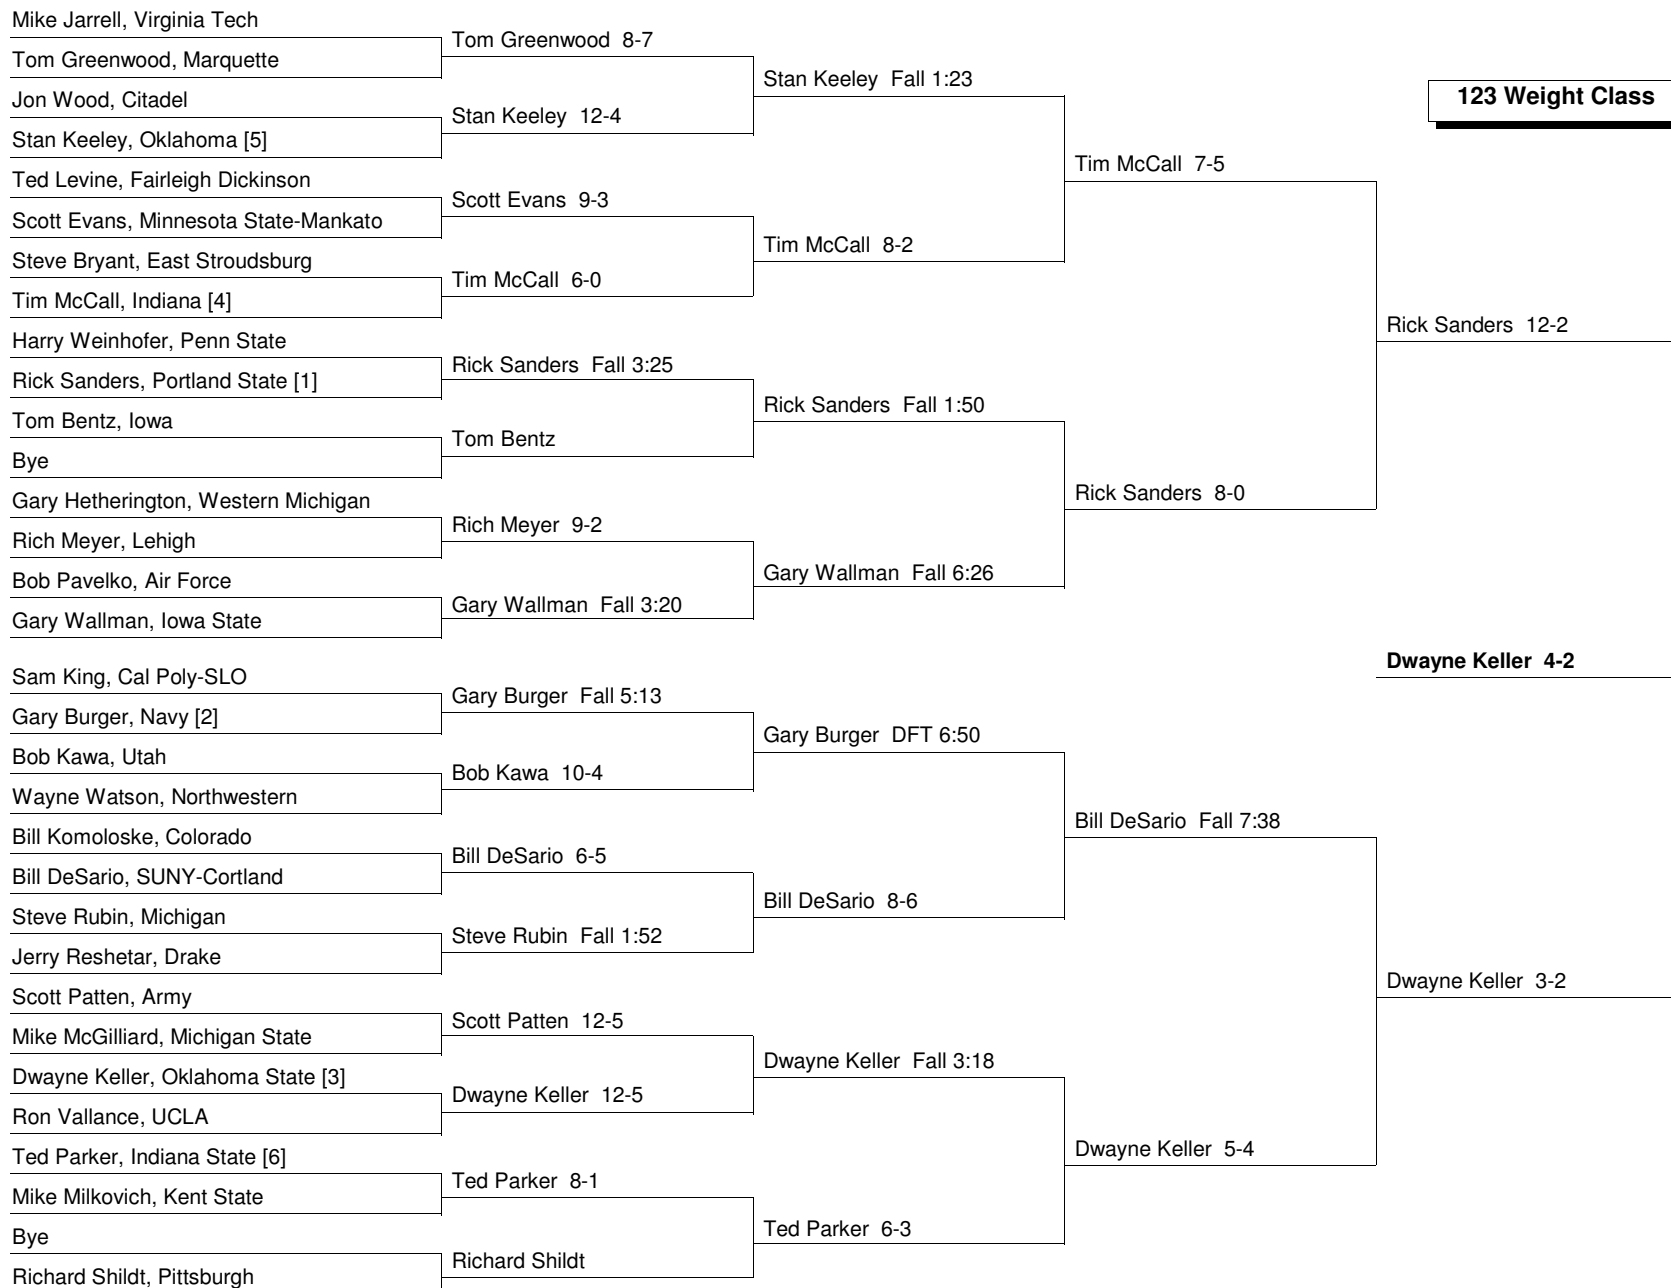 Mike Jarrell, Virginia Tech
Tom Greenwood, Marquette
Jon Wood, Citadel
Stan Keeley, Oklahoma [5]
Ted Levine, Fairleigh Dickinson
Scott Evans, Minnesota State-Mankato
Steve Bryant, East Stroudsburg
Tim McCall, Indiana [4]
Harry Weinhofer, Penn State
Rick Sanders, Portland State [1]
Tom Bentz, Iowa
Bye
Gary Hetherington, Western Michigan
Rich Meyer, Lehigh
Bob Pavelko, Air Force
Gary Wallman, Iowa State
Sam King, Cal Poly-SLO
Gary Burger, Navy [2]
Bob Kawa, Utah
Wayne Watson, Northwestern
Bill Komoloske, Colorado
Bill DeSario, SUNY-Cortland
Steve Rubin, Michigan
Jerry Reshetar, Drake
Scott Patten, Army
Mike McGilliard, Michigan State
Dwayne Keller, Oklahoma State [3]
Ron Vallance, UCLA
Ted Parker, Indiana State [6]
Mike Milkovich, Kent State
Bye
Richard Shildt, Pittsburgh
Tom Greenwood 8-7
Stan Keeley 12-4
Scott Evans 9-3
Tim McCall 6-0
Rick Sanders Fall 3:25
Tom Bentz
Rich Meyer 9-2
Gary Wallman Fall 3:20
Gary Burger Fall 5:13
Bob Kawa 10-4
Bill DeSario 6-5
Steve Rubin Fall 1:52
Scott Patten 12-5
Dwayne Keller 12-5
Ted Parker 8-1
Richard Shildt
Stan Keeley Fall 1:23
Tim McCall 8-2
Rick Sanders Fall 1:50
Gary Wallman Fall 6:26
Gary Burger DFT 6:50
Bill DeSario 8-6
Dwayne Keller Fall 3:18
Ted Parker 6-3
Tim McCall 7-5
Rick Sanders 8-0
Bill DeSario Fall 7:38
Dwayne Keller 5-4
123 Weight Class
Rick Sanders 12-2
Dwayne Keller 4-2
Dwayne Keller 3-2